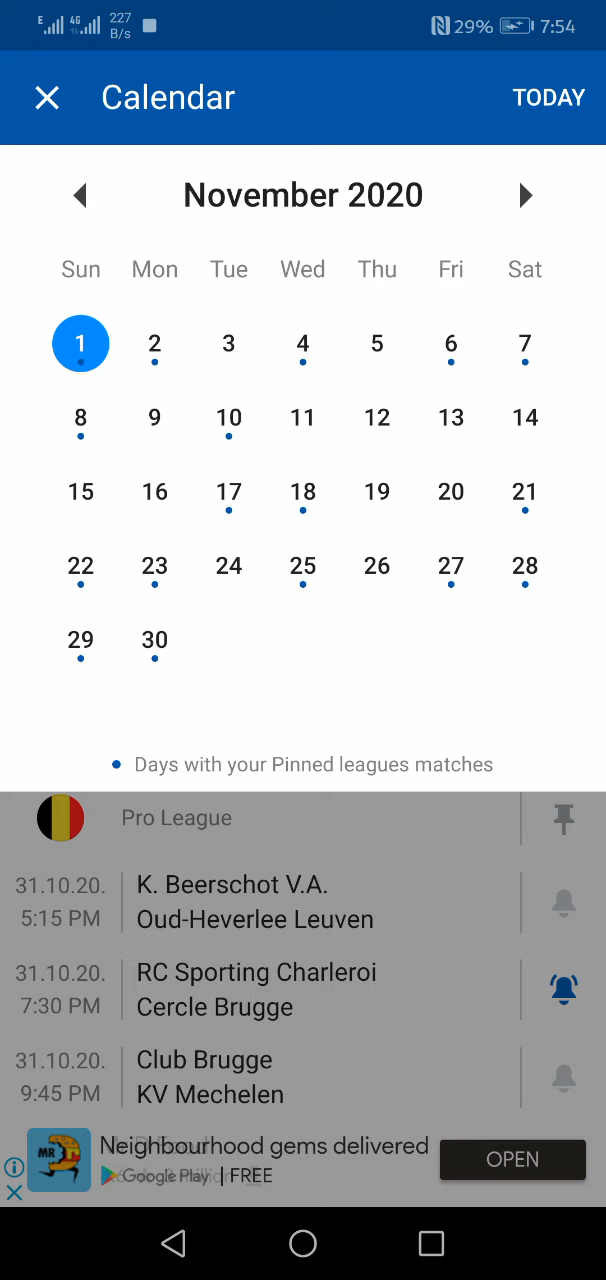 E 4G 227 B/s 29% 7:54
Calendar TODAY
November 2020
Sun Mon Tue Wed Thu Fri Sat
1 2 3 4 5 6 7
8 9 10 11 12 13 14
15 16 17 18 19 20 21
22 23 24 25 26 27 28
29 30
Days with your Pinned leagues matches
Pro League
31.10.20. K. Beerschot V.A.
5:15 PM Oud-Heverlee Leuven
31.10.20. RC Sporting Charleroi
7:30 PM Cercle Brugge
31.10.20. Club Brugge
9:45 PM KV Mechelen
MR Neighbourhood gems delivered
Google Play | FREE
OPEN